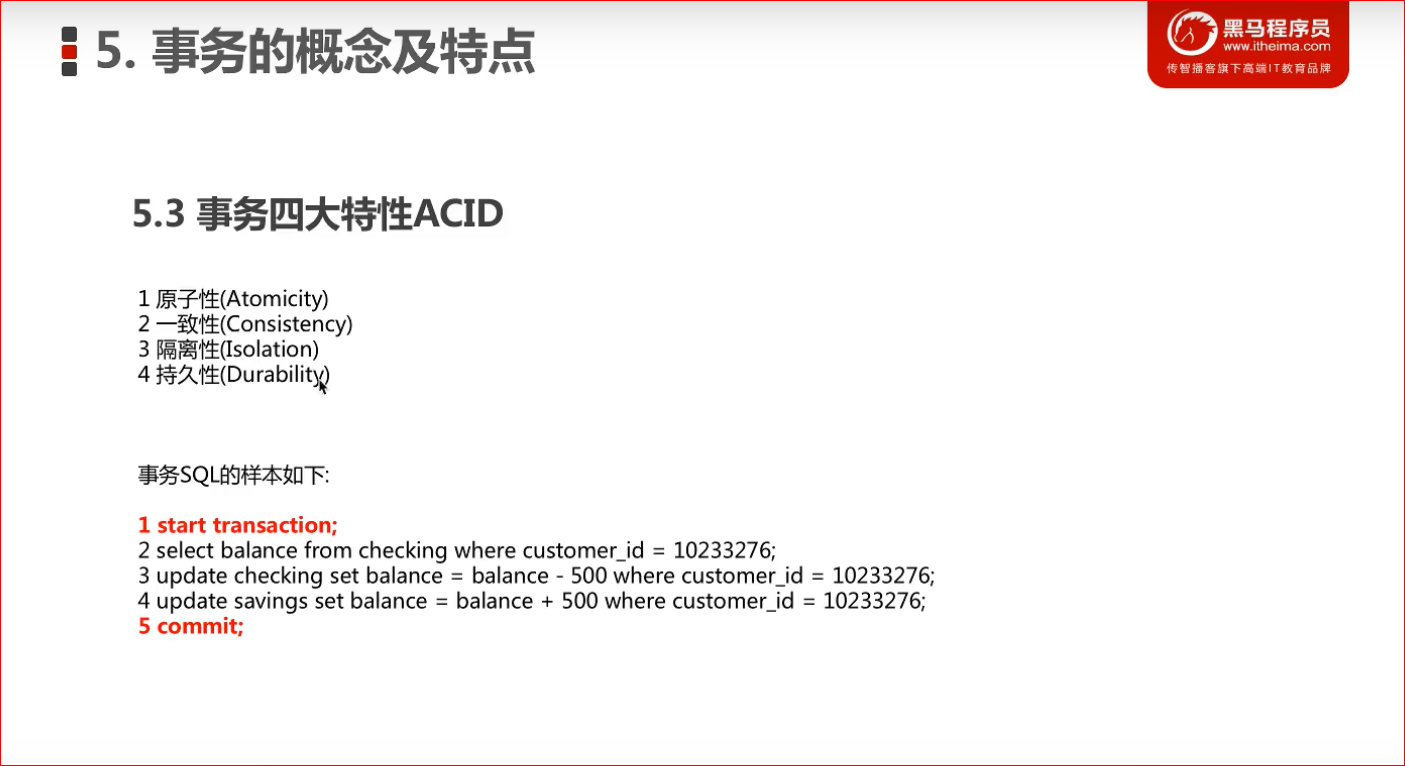 5. 事务的概念及特点
黑马程序员
www.itheima.com
传智播客旗下高端IT教育品牌
5.3 事务四大特性ACID
1 原子性(Atomicity)
2 一致性(Consistency)
3 隔离性(Isolation)
4 持久性(Durability)
事务SQL的样本如下:
1 start transaction;
2 select balance from checking where customer_id = 10233276;
3 update checking set balance = balance - 500 where customer_id = 10233276;
4 update savings set balance = balance + 500 where customer_id = 10233276;
5 commit;